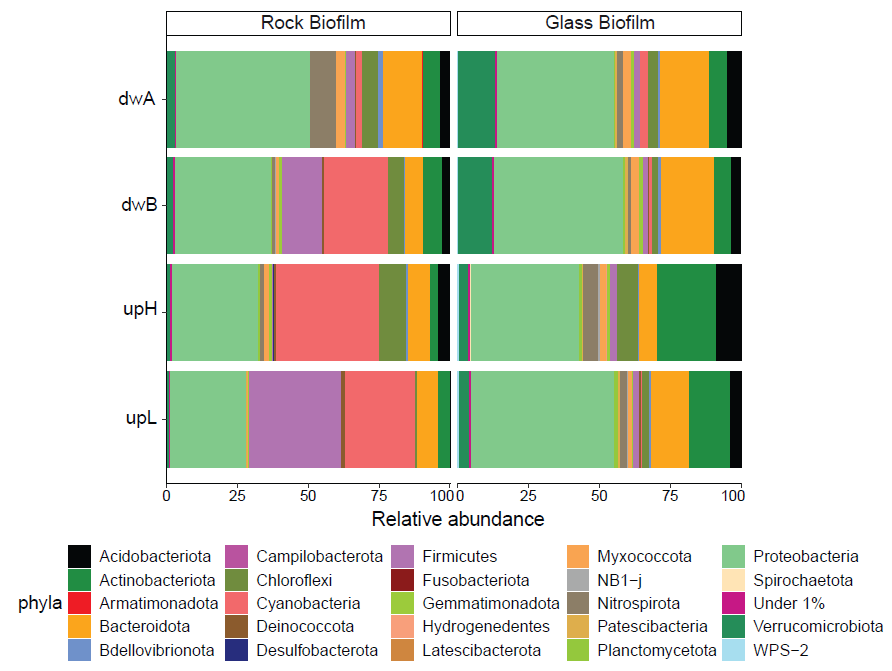 Rock Biofilm Glass Biofilm
dwA
dwB
upH
upL
0 25 50 75 100 0 25 50 75 100
Relative abundance
Acidobacteriota Campilobacterota Firmicutes Myxococcota Proteobacteria
Actinobacteriota Chloroflexi Fusobacteriota NB1−j Spirochaetota
phyla Armatimonadota Cyanobacteria Gemmatimonadota Nitrospirota Under 1%
Bacteroidota Deinococcota Hydrogenedentes Patescibacteria Verrucomicrobiota
Bdellovibrionota Desulfobacterota Latescibacterota Planctomycetota WPS−2